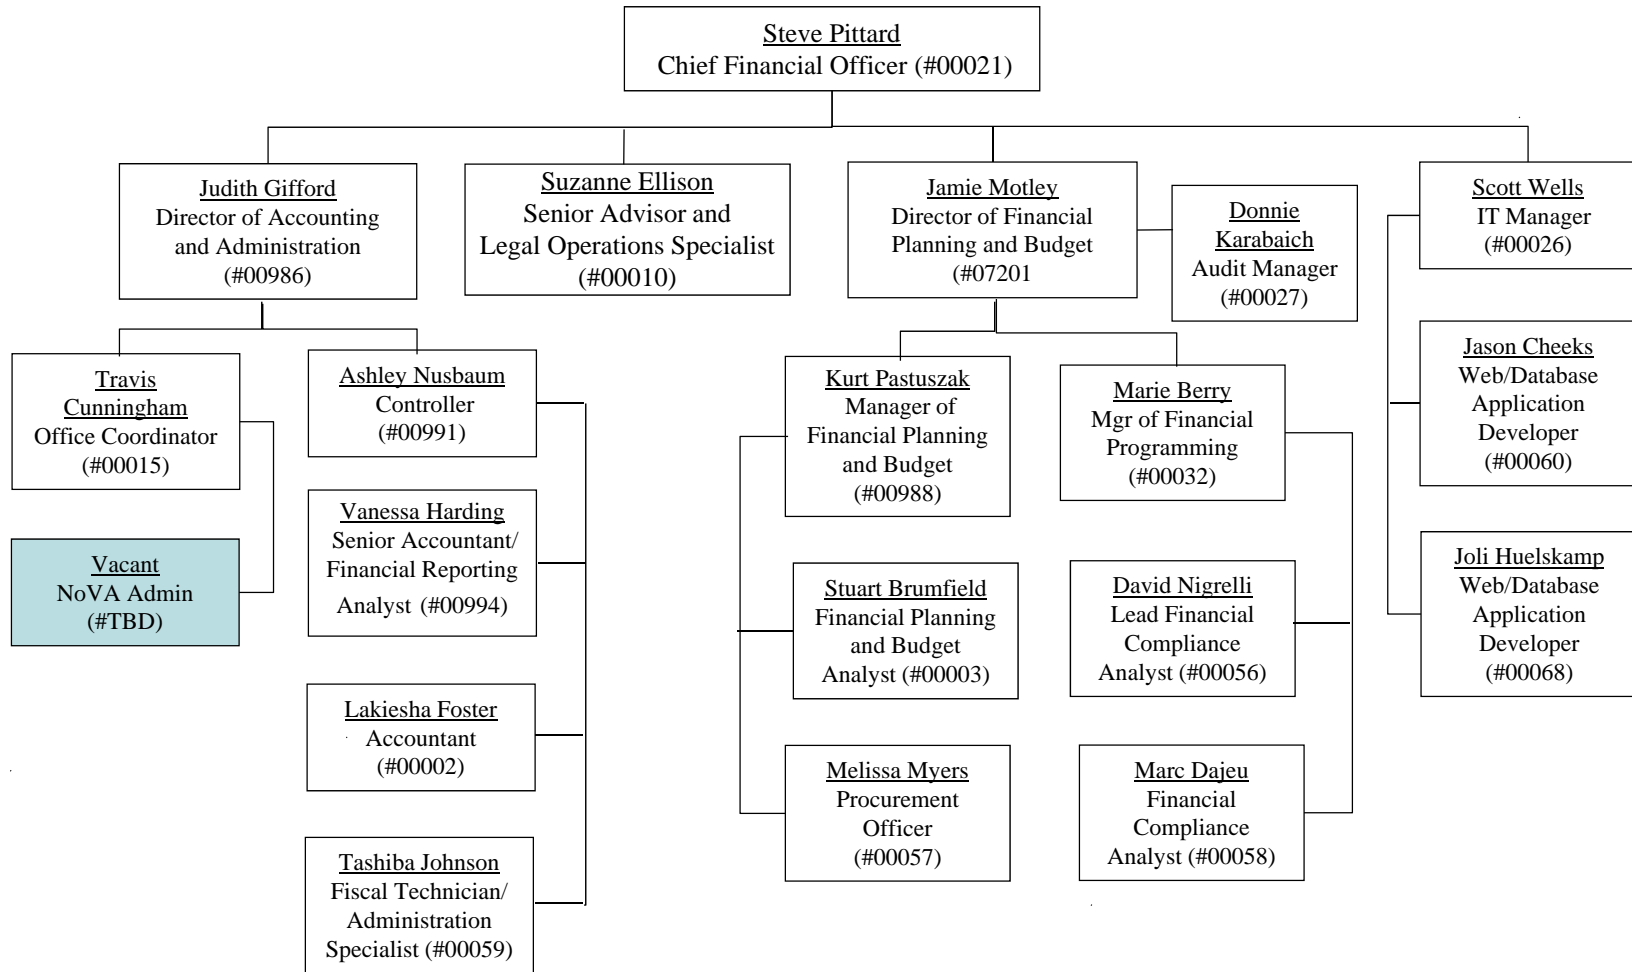 Steve Pittard
Chief Financial Officer (#00021)
Judith Gifford
Director of Accounting
and Administration
(#00986)
Suzanne Ellison
Senior Advisor and
Legal Operations Specialist
(#00010)
Jamie Motley
Director of Financial
Planning and Budget
(#07201
Donnie
Karabaich
Audit Manager
(#00027)
Scott Wells
IT Manager
(#00026)
Travis
Cunningham
Office Coordinator
(#00015)
Vacant
NoVA Admin
(#TBD)
Ashley Nusbaum
Controller
(#00991)
Vanessa Harding
Senior Accountant/
Financial Reporting
Analyst (#00994)
Lakiesha Foster
Accountant
(#00002)
Tashiba Johnson
Fiscal Technician/
Administration
Specialist (#00059)
Kurt Pastuszak
Manager of
Financial Planning
and Budget
(#00988)
Stuart Brumfield
Financial Planning
and Budget
Analyst (#00003)
Melissa Myers
Procurement
Officer
(#00057)
Marie Berry
Mgr of Financial
Programming
(#00032)
David Nigrelli
Lead Financial
Compliance
Analyst (#00056)
Marc Dajeu
Financial
Compliance
Analyst (#00058)
Jason Cheeks
Web/Database
Application
Developer
(#00060)
Joli Huelskamp
Web/Database
Application
Developer
(#00068)